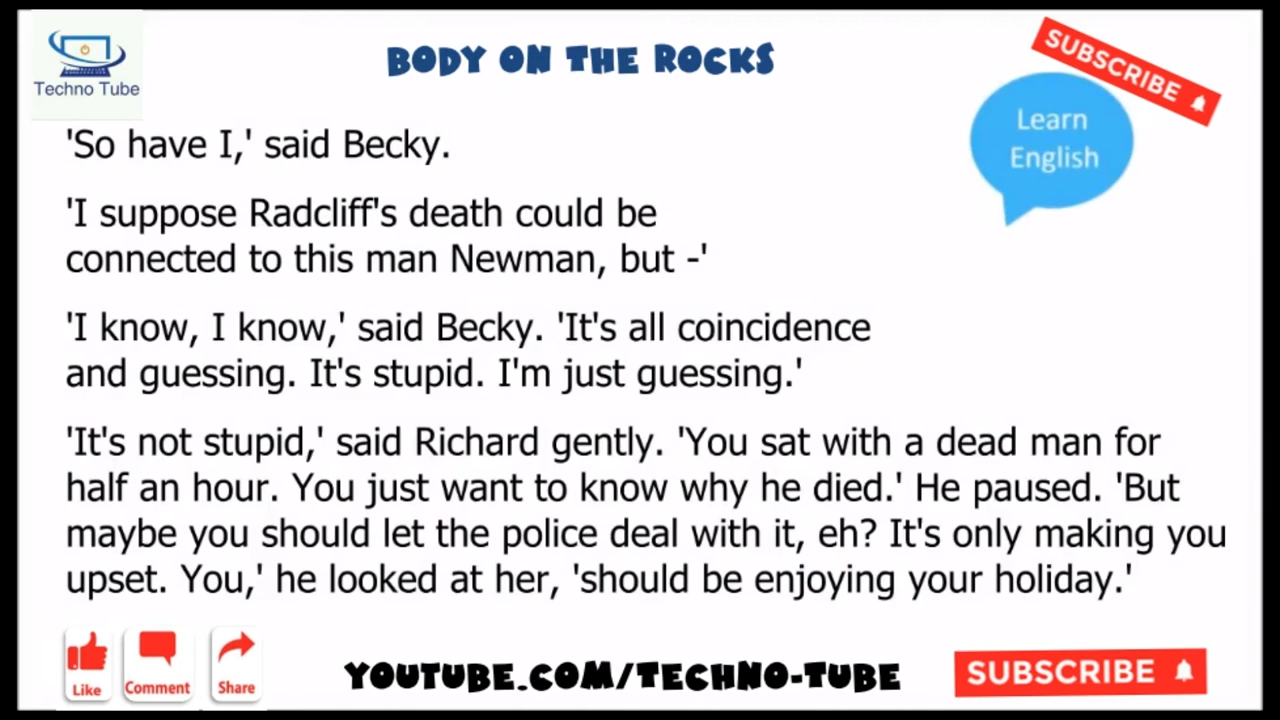 Techno Tube
BODY ON THE ROCKS
SUBSCRIBE
Learn
English
'So have I,' said Becky.
'I suppose Radcliff's death could be
connected to this man Newman, but -'
'I know, I know,' said Becky. 'It's all coincidence
and guessing. It's stupid. I'm just guessing.'
'It's not stupid,' said Richard gently. 'You sat with a dead man for
half an hour. You just want to know why he died.' He paused. 'But
maybe you should let the police deal with it, eh? It's only making you
upset. You,' he looked at her, 'should be enjoying your holiday.'
Like
Comment
Share
YOUTUBE.COM/TECHNO-TUBE
SUBSCRIBE